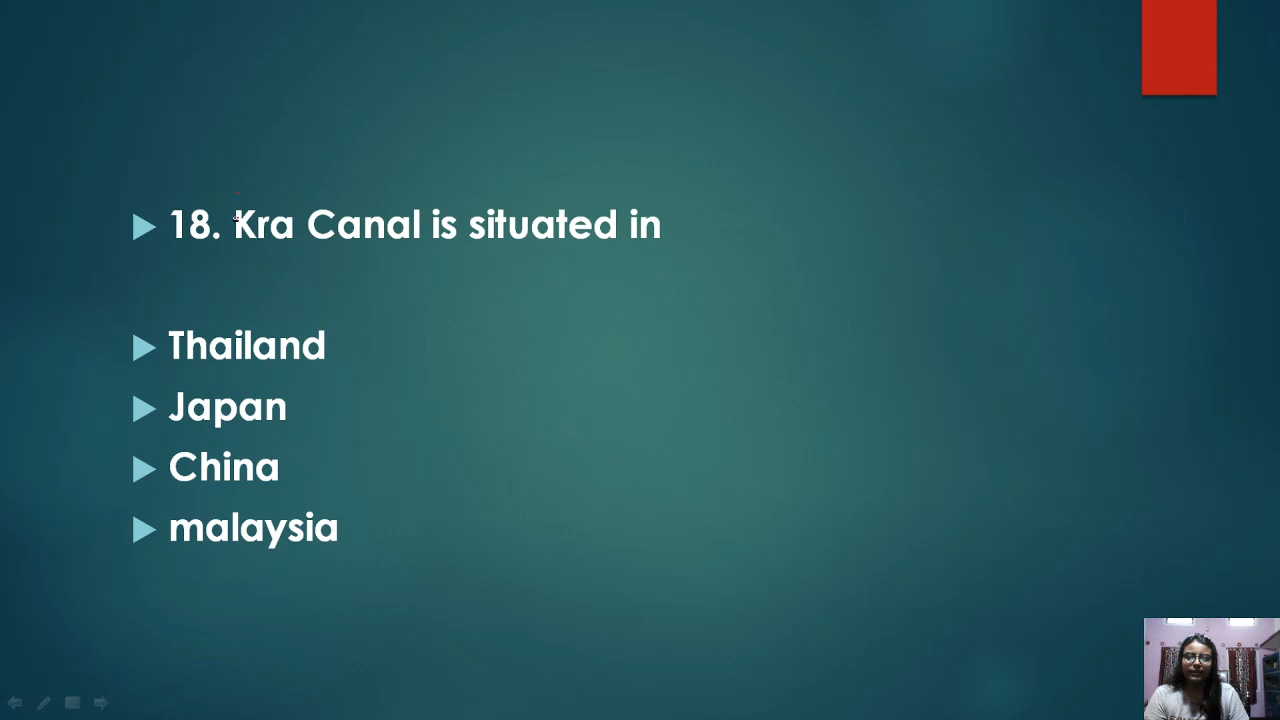 18. Kra Canal is situated in
Thailand
Japan
China
malaysia